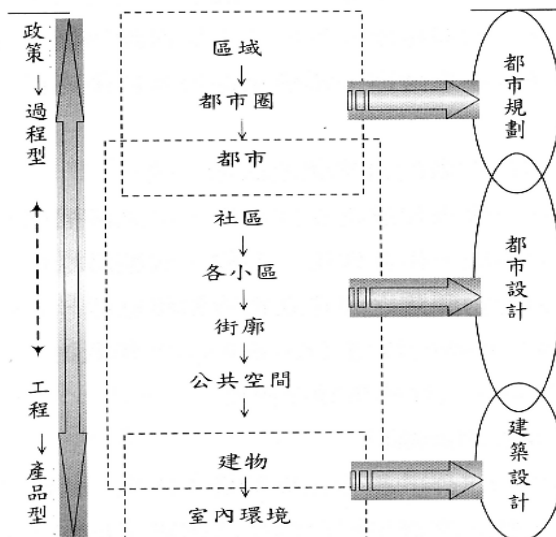 政策
↓
過程型
工程
↓
產品型
區域
↓
都市圈
↓
都市
社區
↓
各小區
↓
街廓
↓
公共空間
↓
建物
↓
室內環境
都市規劃
都市設計
建築設計